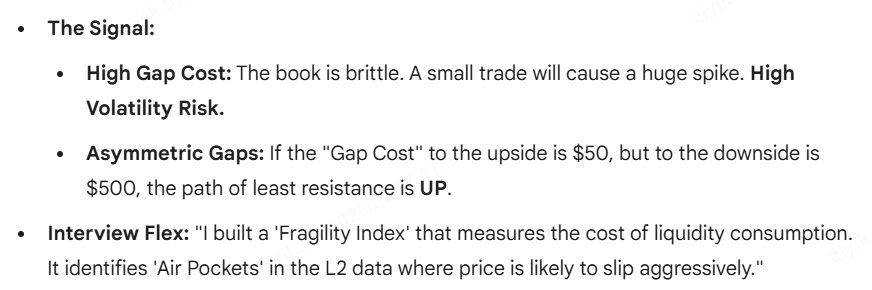 • The Signal:
• High Gap Cost: The book is brittle. A small trade will cause a huge spike. High
Volatility Risk.
• Asymmetric Gaps: If the "Gap Cost" to the upside is $50, but to the downside is
$500, the path of least resistance is UP.
• Interview Flex: "I built a 'Fragility Index' that measures the cost of liquidity consumption.
It identifies 'Air Pockets' in the L2 data where price is likely to slip aggressively."